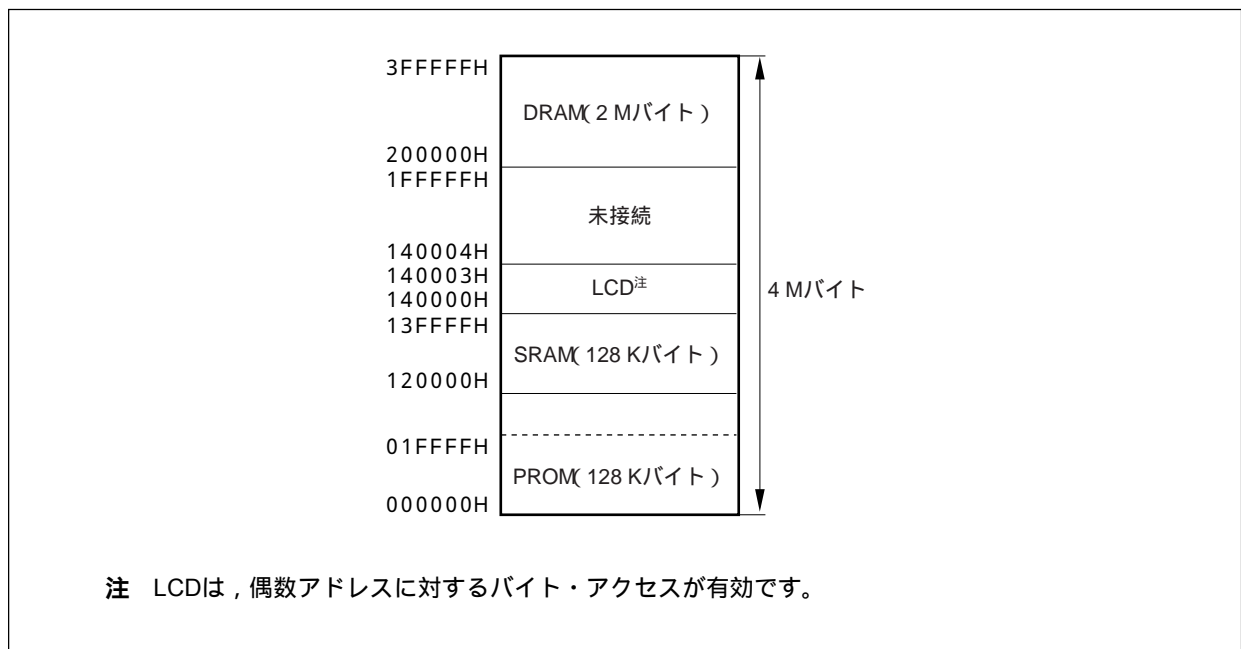 3FFFFFH
DRAM(2 Mバイト)
200000H
1FFFFFH
未接続
140004H
140003H
LCD注
140000H
4 Mバイト
13FFFFH
SRAM(128 Kバイト)
120000H
01FFFFH
PROM(128 Kバイト)
000000H
注 LCDは,偶数アドレスに対するバイト・アクセスが有効です。